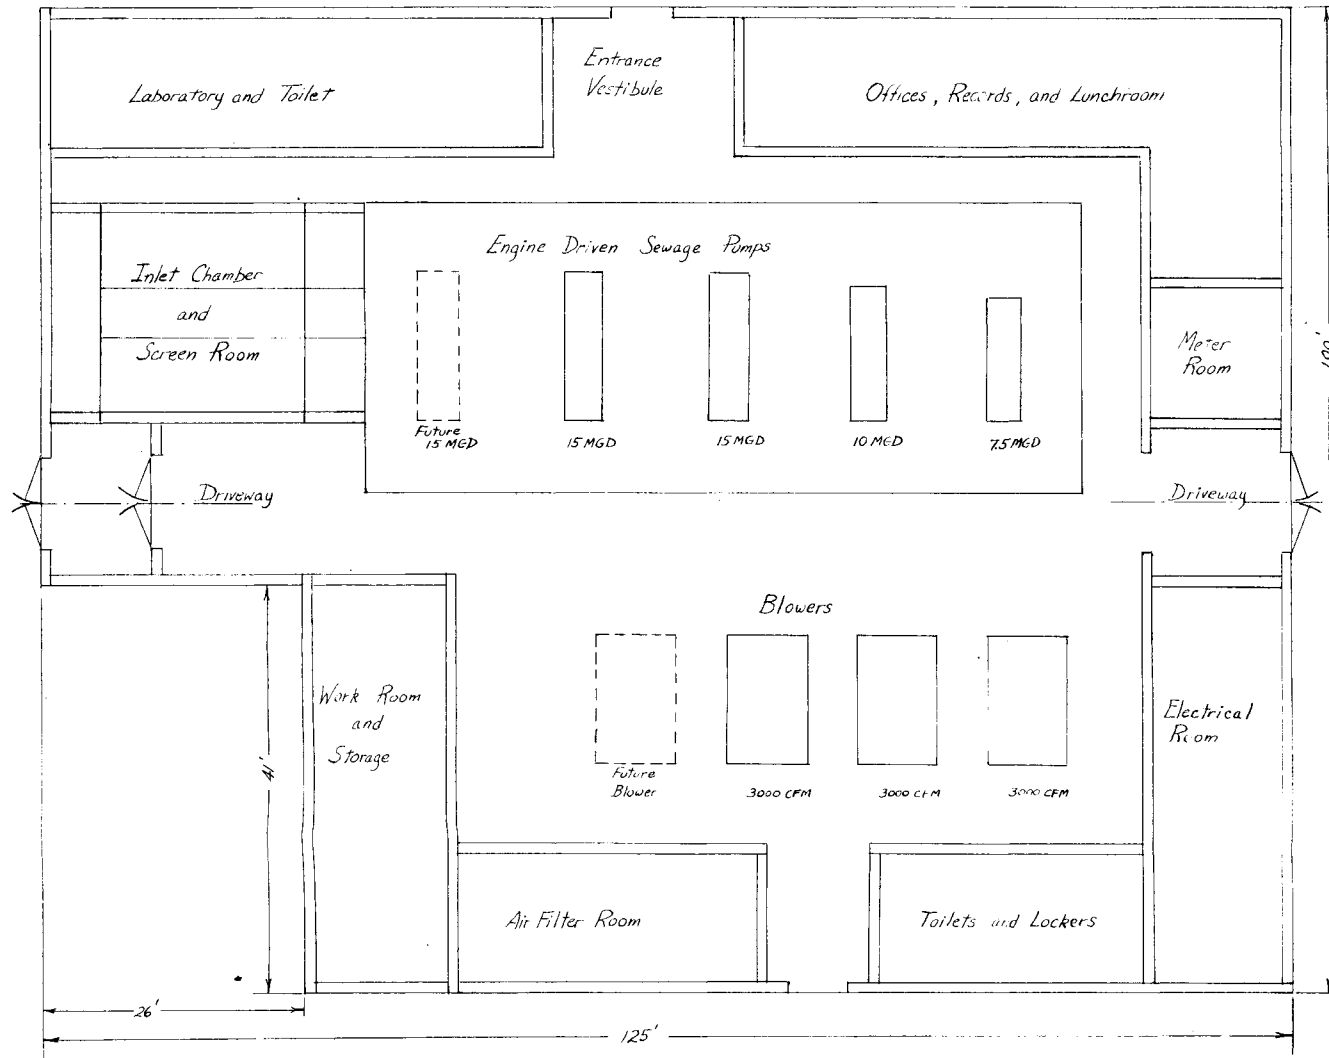 Laboratory and Toilet
Entrance
Vestibule
Offices, Records, and Lunchroom
Engine Driven Sewage Pumps
Inlet Chamber
and
Screen Room
Meter
Room
Future
15 MGD
15 MGD
15 MGD
10 MGD
7.5 MGD
100'
Driveway
Driveway
Blowers
Work Room
and
Storage
Electrical
Room
41'
Future
Blower
3000 CFM
3000 CFM
3000 CFM
Air Filter Room
Toilets and Lockers
26'
125'